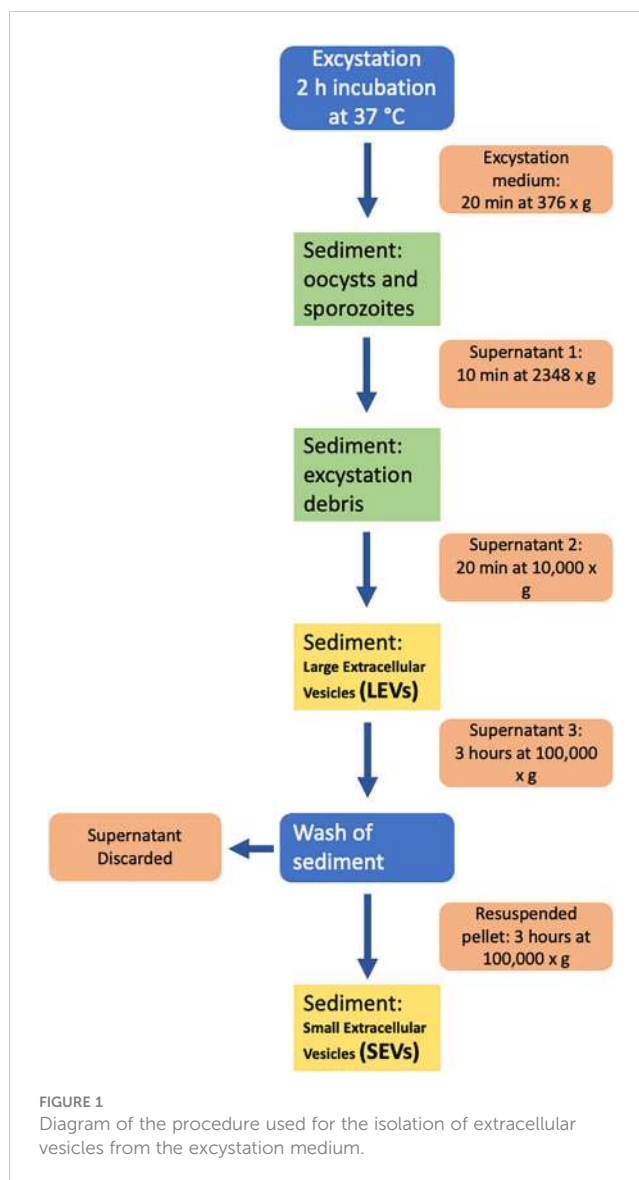 Excystation
2 h incubation
at 37 °C
Excystation
medium:
20 min at 376 x g
Sediment:
oocysts and
sporozoites
Supernatant 1:
10 min at 2348 x g
Sediment:
excystation
debris
Supernatant 2:
20 min at 10,000 x
g
Sediment:
Large Extracellular
Vesicles (LEVs)
Supernatant 3:
3 hours at 100,000
x g
Supernatant
Discarded
Wash of
sediment
Resuspended
pellet: 3 hours at
100,000 x g
Sediment:
Small Extracellular
Vesicles (SEVs)
FIGURE 1
Diagram of the procedure used for the isolation of extracellular
vesicles from the excystation medium.